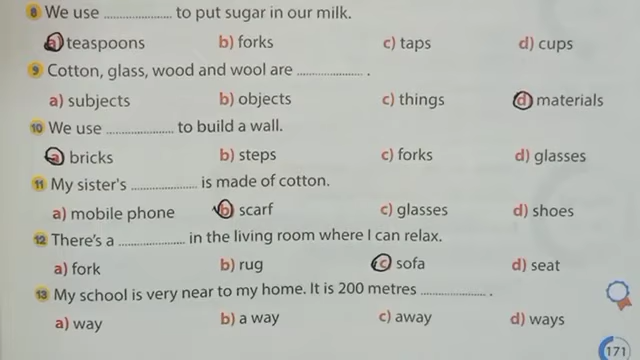 8 We use .................... to put sugar in our milk.
a) teaspoons b) forks c) taps d) cups
9 Cotton, glass, wood and wool are .................... .
a) subjects b) objects c) things d) materials
10 We use .................... to build a wall.
a) bricks b) steps c) forks d) glasses
11 My sister's .................... is made of cotton.
a) mobile phone b) scarf c) glasses d) shoes
12 There's a .................... in the living room where I can relax.
a) fork b) rug c) sofa d) seat
13 My school is very near to my home. It is 200 metres .................... .
a) way b) a way c) away d) ways
171